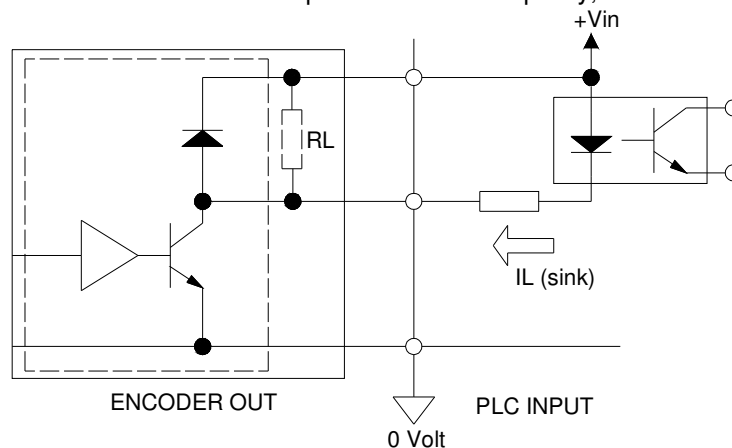 +Vin
RL
IL (sink)
ENCODER OUT
PLC INPUT
0 Volt